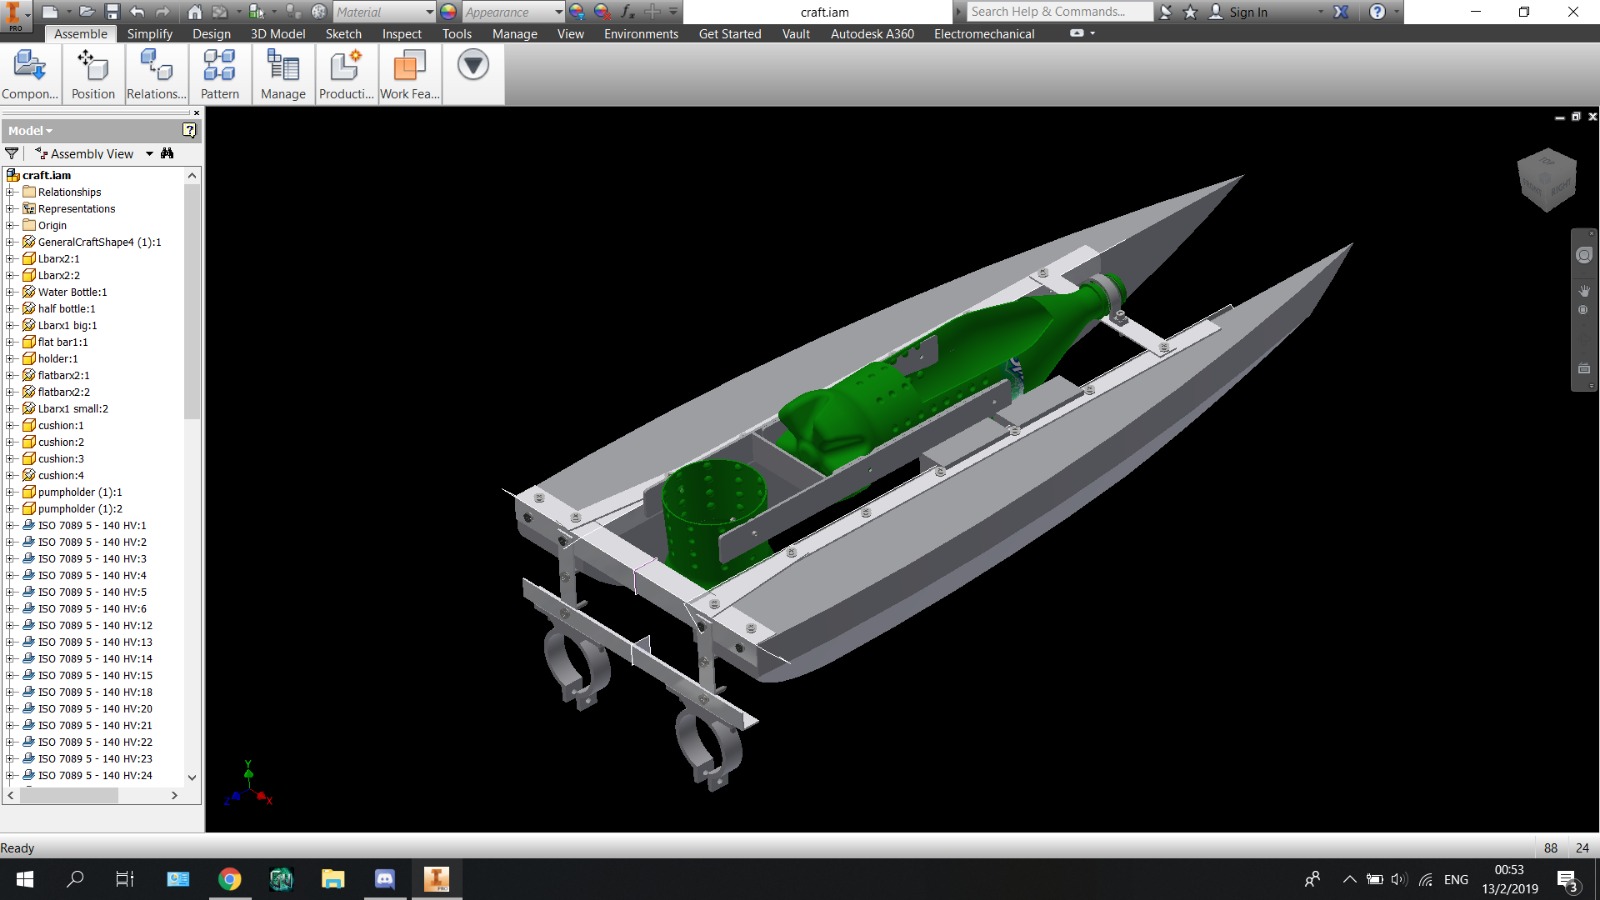 PRO
Material
Appearance
craft.iam
Search Help & Commands...
Sign In
Assemble Simplify Design 3D Model Sketch Inspect Tools Manage View Environments Get Started Vault Autodesk A360 Electromechanical
Compon... Position Relations... Pattern Manage Producti... Work Fea...
Model
Assembly View
craft.iam
Relationships
Representations
Origin
GeneralCraftShape4 (1):1
Lbarx2:1
Lbarx2:2
Water Bottle:1
half bottle:1
Lbarx1 big:1
flat bar1:1
holder:1
flatbarx2:1
flatbarx2:2
Lbarx1 small:2
cushion:1
cushion:2
cushion:3
cushion:4
pumpholder (1):1
pumpholder (1):2
ISO 7089 5 - 140 HV:1
ISO 7089 5 - 140 HV:2
ISO 7089 5 - 140 HV:3
ISO 7089 5 - 140 HV:4
ISO 7089 5 - 140 HV:5
ISO 7089 5 - 140 HV:6
ISO 7089 5 - 140 HV:12
ISO 7089 5 - 140 HV:13
ISO 7089 5 - 140 HV:14
ISO 7089 5 - 140 HV:15
ISO 7089 5 - 140 HV:18
ISO 7089 5 - 140 HV:20
ISO 7089 5 - 140 HV:21
ISO 7089 5 - 140 HV:22
ISO 7089 5 - 140 HV:23
ISO 7089 5 - 140 HV:24
TOP
RIGHT
Y
Z
X
Ready
88 24
PRO
ENG
00:53
13/2/2019
3